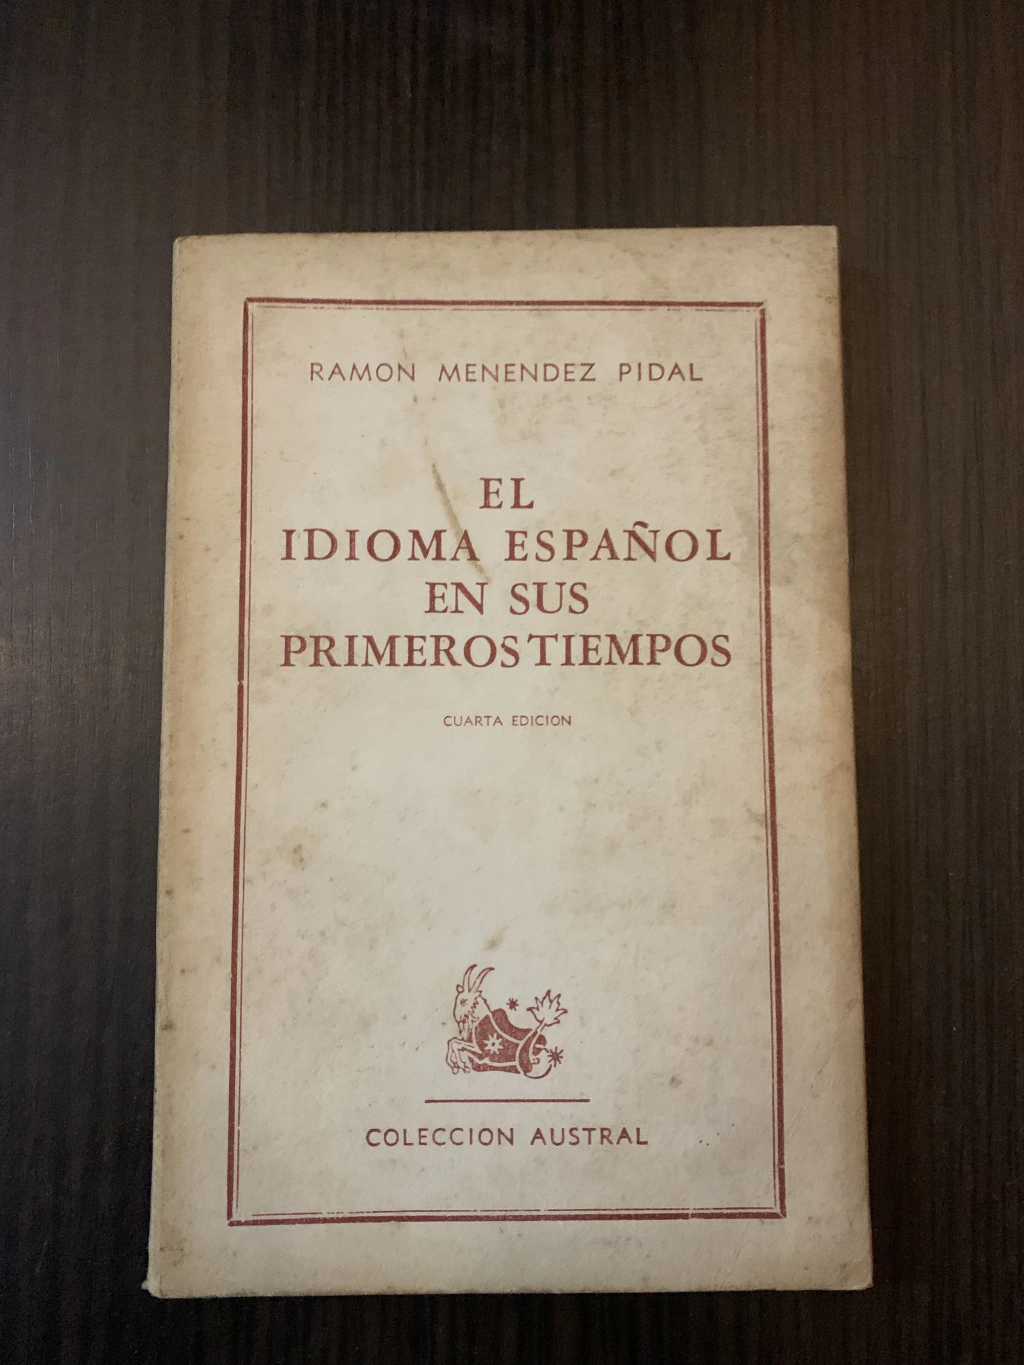 RAMON MENENDEZ PIDAL
EL
IDIOMA ESPAÑOL
EN SUS
PRIMEROS TIEMPOS
CUARTA EDICION
COLECCION AUSTRAL